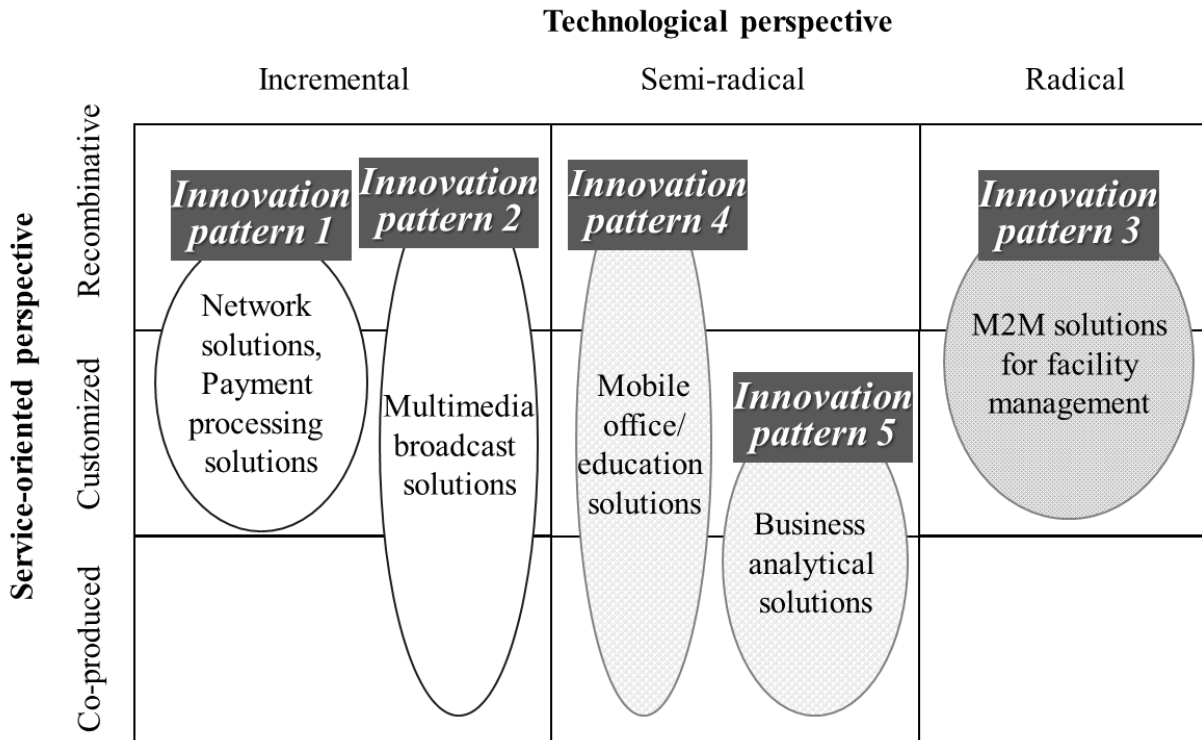 Technological perspective
Incremental
Semi-radical
Radical
Service-oriented perspective
Recombinative
Customized
Co-produced
Innovation
pattern 1
Network
solutions,
Payment
processing
solutions
Innovation
pattern 2
Multimedia
broadcast
solutions
Innovation
pattern 4
Mobile
office/
education
solutions
Innovation
pattern 5
Business
analytical
solutions
Innovation
pattern 3
M2M solutions
for facility
management